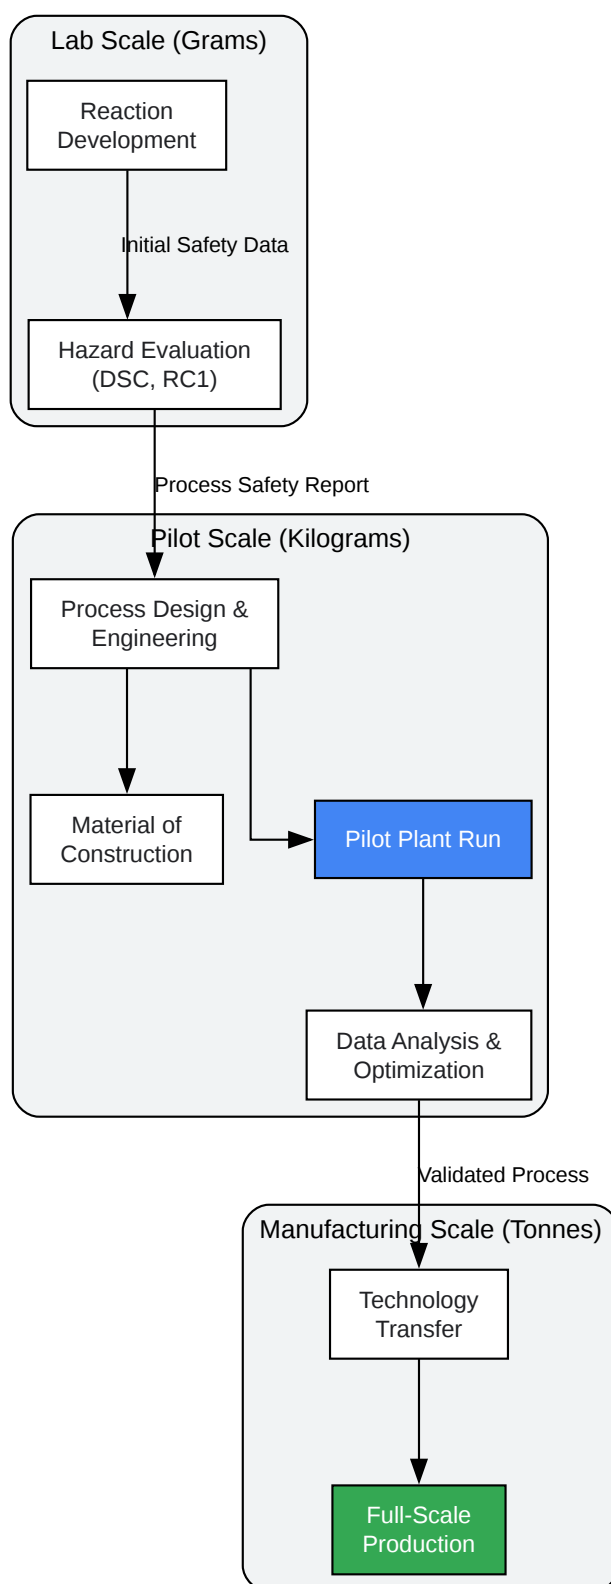 Lab Scale (Grams)
Reaction
Development
Initial Safety Data
Hazard Evaluation
(DSC, RC1)
Process Safety Report
Pilot Scale (Kilograms)
Process Design &
Engineering
Material of
Construction
Pilot Plant Run
Data Analysis &
Optimization
Validated Process
Manufacturing Scale (Tonnes)
Technology
Transfer
Full-Scale
Production